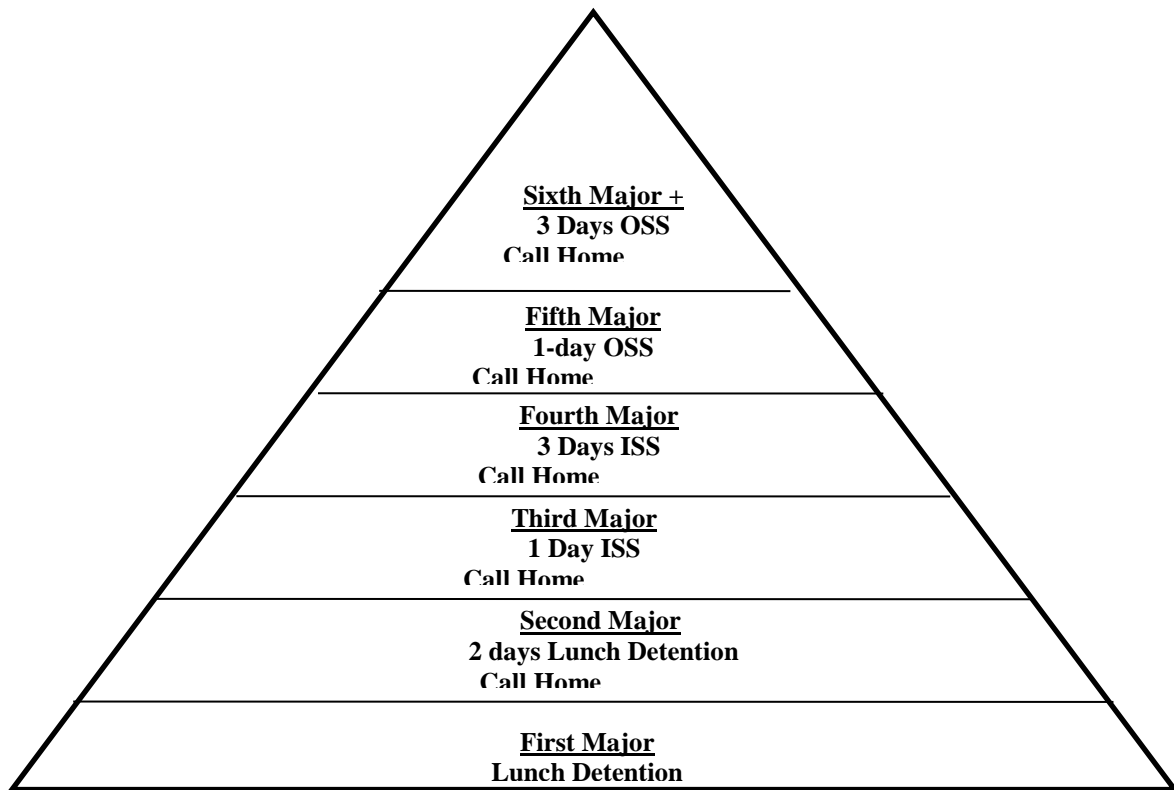 Sixth Major +
3 Days OSS
Call Home
Fifth Major
1-day OSS
Call Home
Fourth Major
3 Days ISS
Call Home
Third Major
1 Day ISS
Call Home
Second Major
2 days Lunch Detention
Call Home
First Major
Lunch Detention